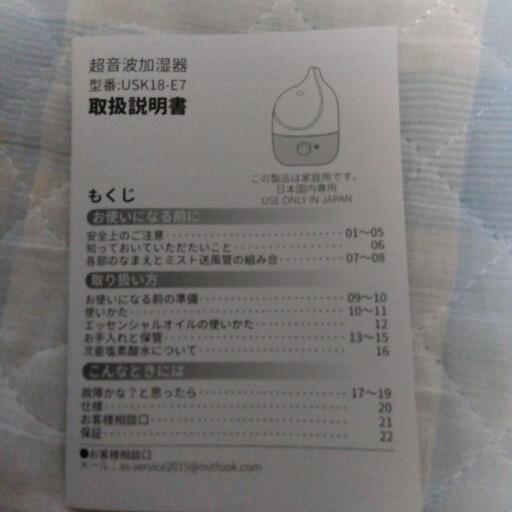 超音波加湿器
型番:USK18-E7
取扱説明書
この製品は家庭用です。
日本国内専用
USE ONLY IN JAPAN
もくじ
お使いになる前に
安全上のご注意 01〜05
知っておいていただたいこと 06
各部のなまえとミスト送風管の組み合 07〜08
取り扱い方
お使いになる前の準備 09〜10
使いかた 10〜11
エッセンシャルオイルの使いかた 12
お手入れと保管 13〜15
次亜塩素酸水について 16
こんなときには
故障かな?と思ったら 17〜19
仕様 20
お客様相談口 21
保証 22
●お客様相談口
メール:as.service2015@outlook.com